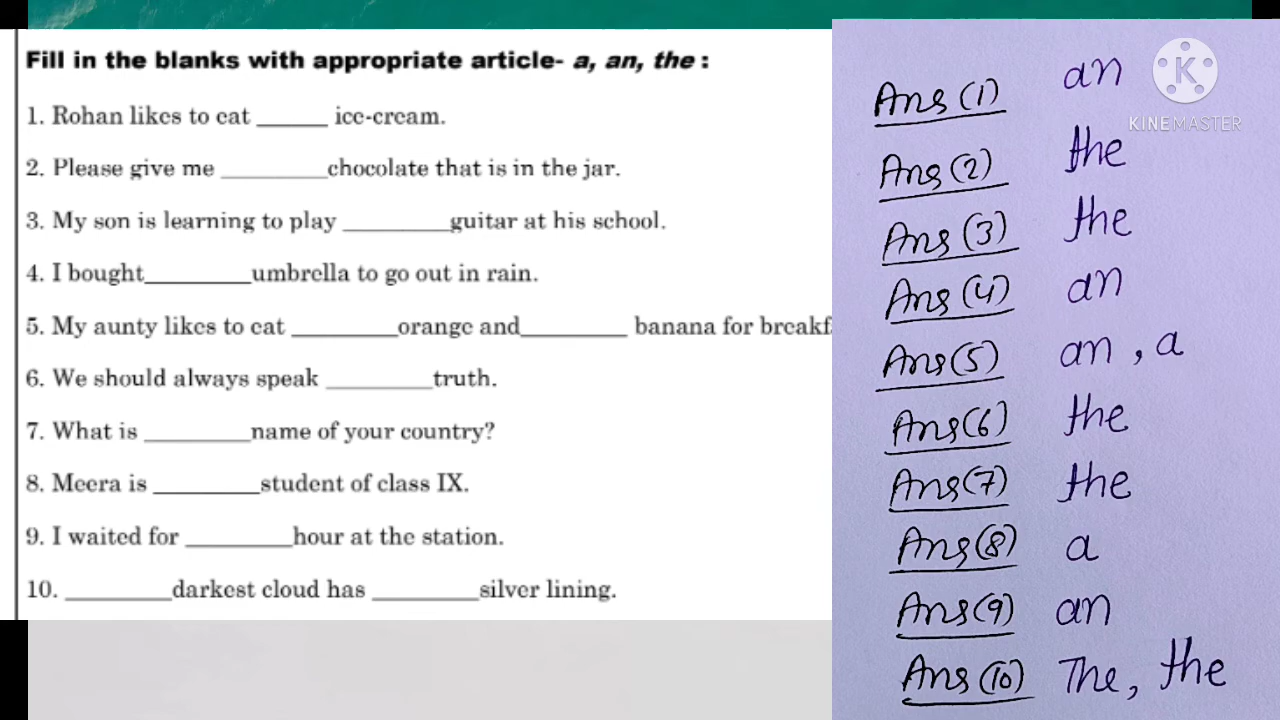 Fill in the blanks with appropriate article- a, an, the :
1. Rohan likes to eat ______ ice-cream.
2. Please give me _________chocolate that is in the jar.
3. My son is learning to play _________guitar at his school.
4. I bought_________umbrella to go out in rain.
5. My aunty likes to eat _________orange and_________ banana for breakf
6. We should always speak _________truth.
7. What is _________name of your country?
8. Meera is _________student of class IX.
9. I waited for _________hour at the station.
10. _________darkest cloud has _________silver lining.
Ans (1) an
Ans (2) the
Ans (3) the
Ans (4) an
Ans (5) an , a
Ans (6) the
Ans (7) the
Ans (8) a
Ans (9) an
Ans (10) The, the
K
KINEMASTER